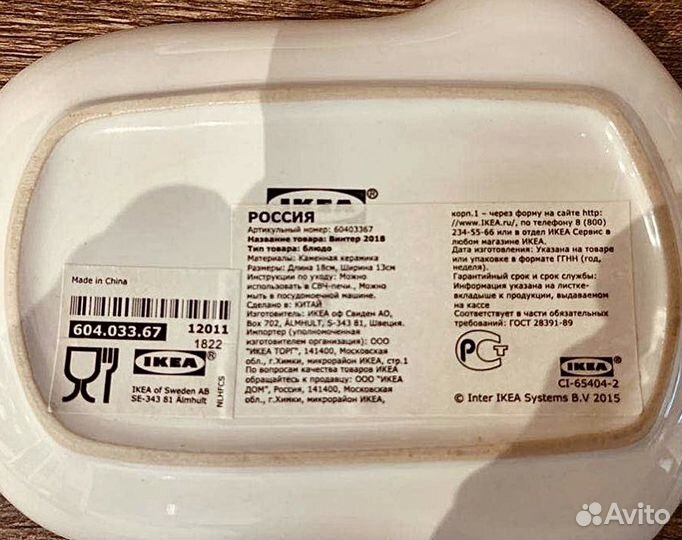 IKEA®
РОССИЯ
Артикульный номер: 60403367
Название товара: Винтер 2018
Тип товара: блюдо
Материалы: Каменная керамика
Размеры: Длина 18см, Ширина 13см
Инструкции по уходу: Можно
использовать в СВЧ-печи., Можно
мыть в посудомоечной машине.
Сделано в: КИТАЙ
Изготовитель: ИКЕА оф Сведен АО,
Box 702, ÄLMHULT, S-343 81, Швеция.
Импортер (уполномоченная
изготовителем организация): ООО
"ИКЕА ТОРГ", 141400, Московская
обл., г.Химки, микрорайон ИКЕА, стр.1
По вопросам качества товаров ИКЕА
обращайтесь к продавцу: ООО "ИКЕА
ДОМ", Россия, 141400, Московская
обл., г.Химки, микрорайон ИКЕА,
корп.1 – через форму на сайте http:
//www.IKEA.ru/, по телефону 8 (800)
234-55-66 или в отдел ИКЕА Сервис в
любом магазине ИКЕА.
Дата изготовления: Указана на товаре
или упаковке в формате ГГНН (год,
неделя).
Гарантийный срок и срок службы:
Информация указана на листке-
вкладыше к продукции, выдаваемом
на кассе
Соответствует в части обязательных
требований: ГОСТ 28391-89
РСТ
IKEA
CI-65404-2
© Inter IKEA Systems B.V 2015
Made in China
604.033.67
12011
1822
IKEA®
IKEA of Sweden AB
SE-343 81 Älmhult
NLHFCS
Avito